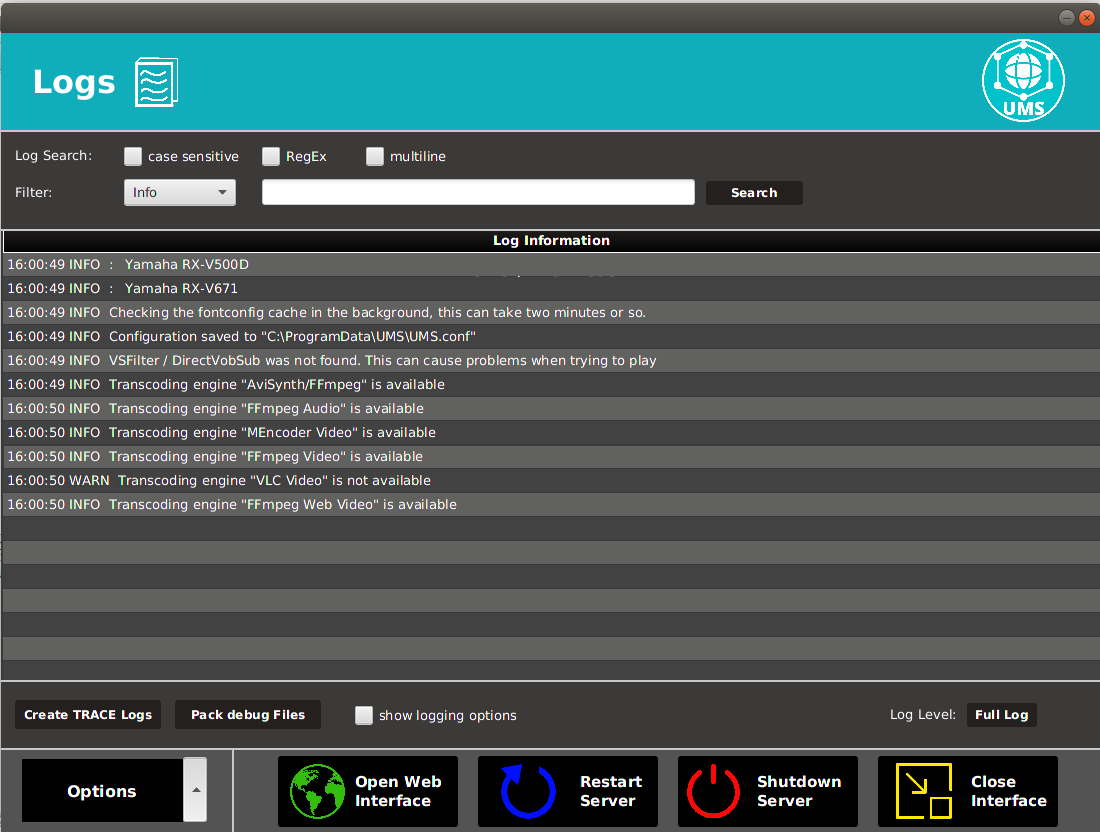 Logs
UMS
Log Search: case sensitive RegEx multiline
Filter: Info Search
Log Information
16:00:49 INFO : Yamaha RX-V500D
16:00:49 INFO : Yamaha RX-V671
16:00:49 INFO Checking the fontconfig cache in the background, this can take two minutes or so.
16:00:49 INFO Configuration saved to "C:\ProgramData\UMS\UMS.conf"
16:00:49 INFO VSFilter / DirectVobSub was not found. This can cause problems when trying to play
16:00:49 INFO Transcoding engine "AviSynth/FFmpeg" is available
16:00:50 INFO Transcoding engine "FFmpeg Audio" is available
16:00:50 INFO Transcoding engine "MEncoder Video" is available
16:00:50 INFO Transcoding engine "FFmpeg Video" is available
16:00:50 WARN Transcoding engine "VLC Video" is not available
16:00:50 INFO Transcoding engine "FFmpeg Web Video" is available
Create TRACE Logs Pack debug Files show logging options Log Level: Full Log
Options
Open Web
Interface
Restart
Server
Shutdown
Server
Close
Interface